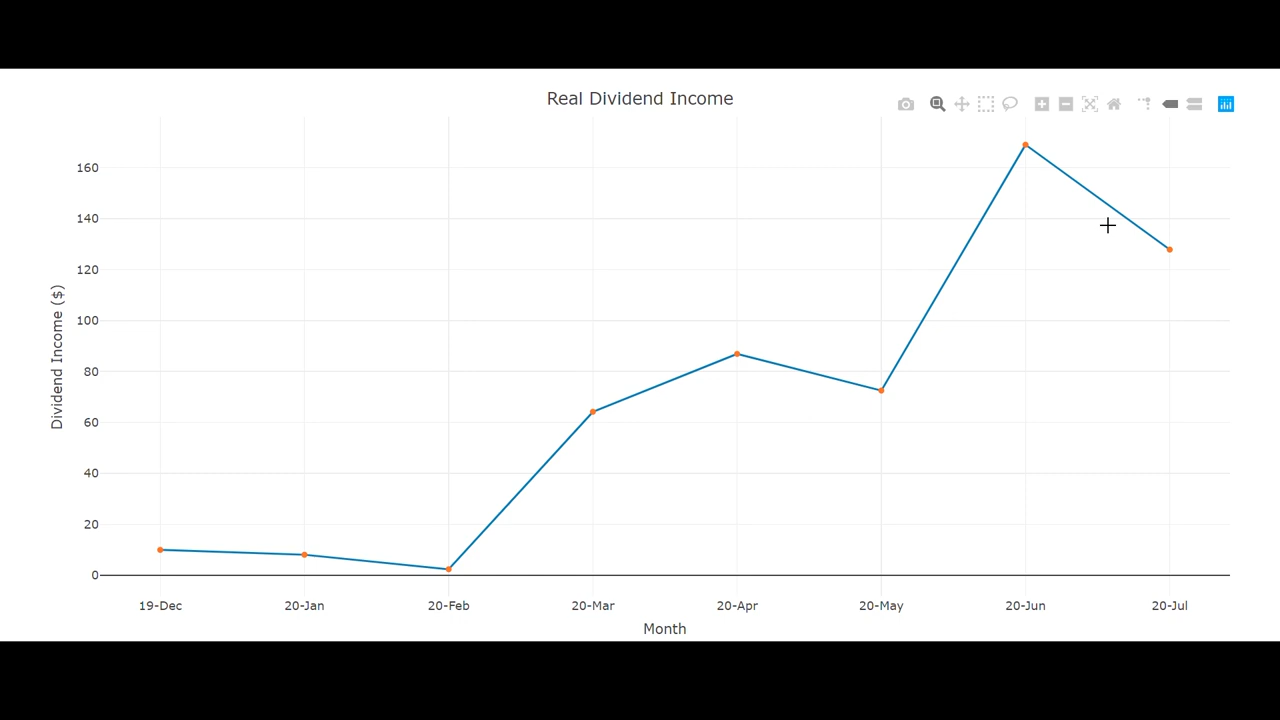 Real Dividend Income
160
140
120
100
80
60
40
20
0
Dividend Income ($)
19-Dec 20-Jan 20-Feb 20-Mar 20-Apr 20-May 20-Jun 20-Jul
Month